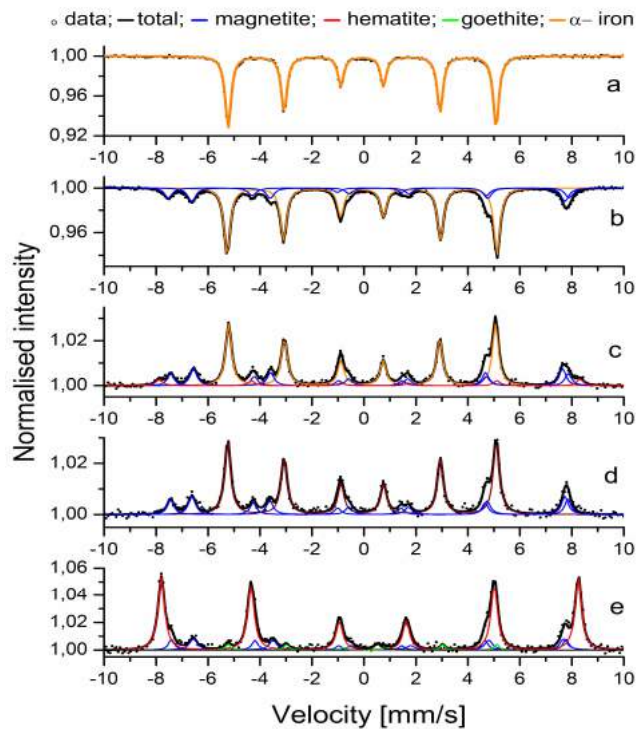 ○ data; — total; — magnetite; — hematite; — goethite; — α– iron
1,00
0,96
0,92
a
-10 -8 -6 -4 -2 0 2 4 6 8 10
1,00
0,96
b
-10 -8 -6 -4 -2 0 2 4 6 8 10
1,02
1,00
c
-10 -8 -6 -4 -2 0 2 4 6 8 10
1,02
1,00
d
-10 -8 -6 -4 -2 0 2 4 6 8 10
1,06
1,04
1,02
1,00
e
-10 -8 -6 -4 -2 0 2 4 6 8 10
Normalised intensity
Velocity [mm/s]